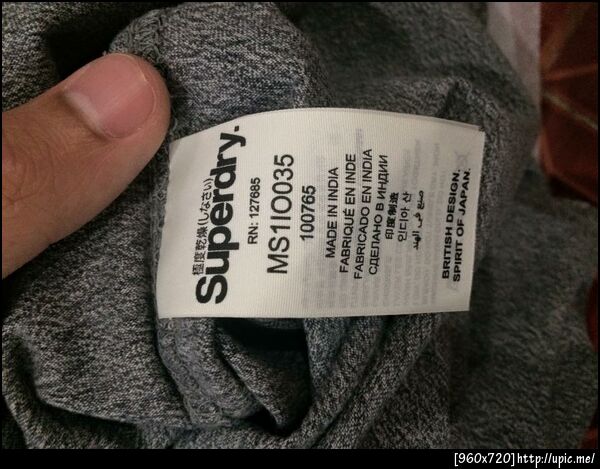 極度乾燥(しなさい)
Superdry.
RN: 127685
MS1IO035
100765
MADE IN INDIA
FABRIQUÉ EN INDE
FABRICADO EN INDIA
СДЕЛАНО В ИНДИИ
印度制造
인디아 산
صنع في الهند
BRITISH DESIGN.
SPIRIT OF JAPAN.
[960x720]http://upic.me/